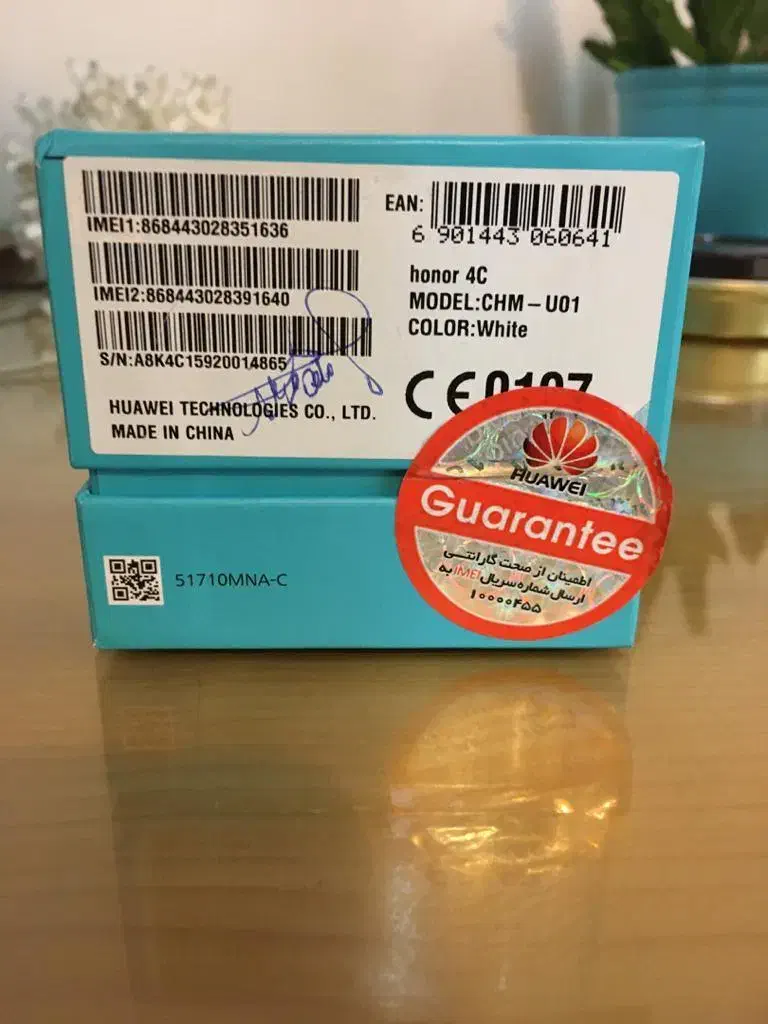 IMEI1:868443028351636
IMEI2:868443028391640
S/N:A8K4C15920014865
HUAWEI TECHNOLOGIES CO., LTD.
MADE IN CHINA
EAN:
6 901443 060641
honor 4C
MODEL:CHM-U01
COLOR:White
CE
HUAWEI
Guarantee
اطمینان از صحت گارانتی
ارسال شماره سریال IMEI به
۱۰۰۰۰۴۵۵
51710MNA-C